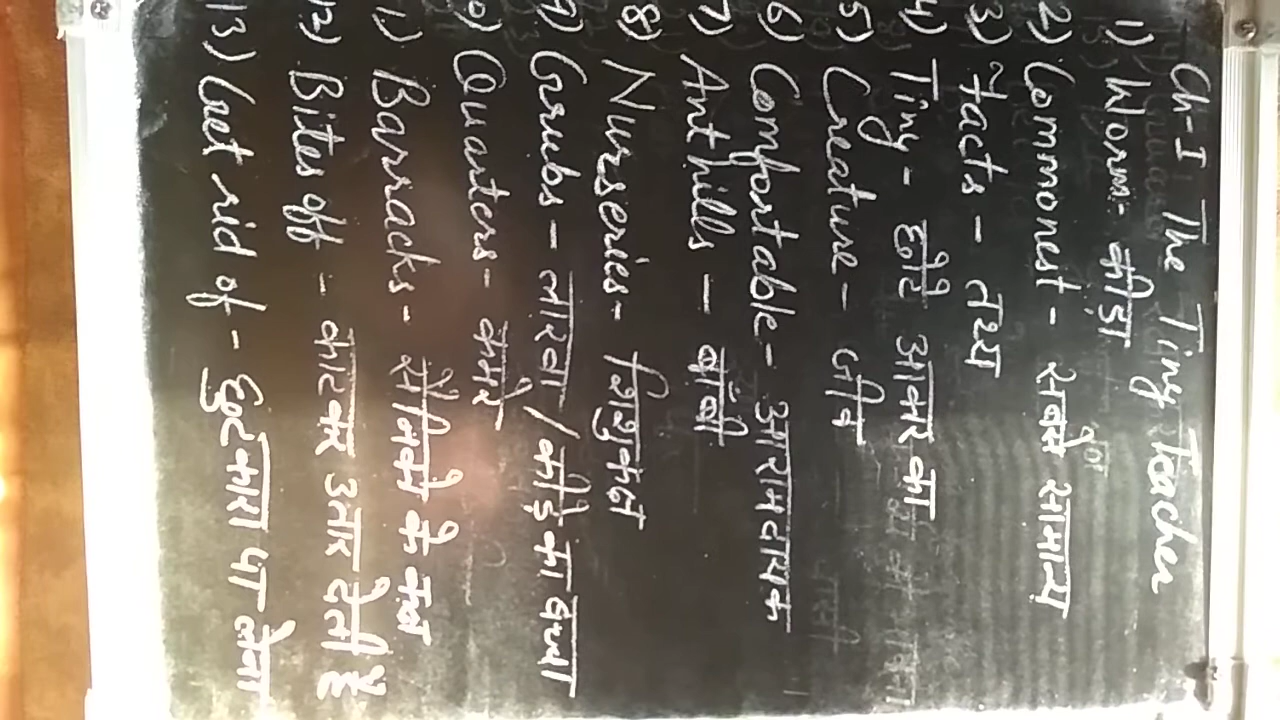 Ch-I The Tiny Teacher
1) Worm- कीड़ा
2) Commonest - सबसे सामान्य
3) Facts - तथ्य
4) Tiny - छोटे आकार का
5) Creature - जीव
6) Comfortable - आरामदायक
7) Anthills - बांबी
8) Nurseries - शिशुकक्ष
9) Grubs - लारवा / कीड़े का बच्चा
0) Quarters - कमरे
1) Barracks - सैनिकों के कक्ष
12) Bites off - काटकर उतार देती है
13) Get rid of - छुटकारा पा लेना